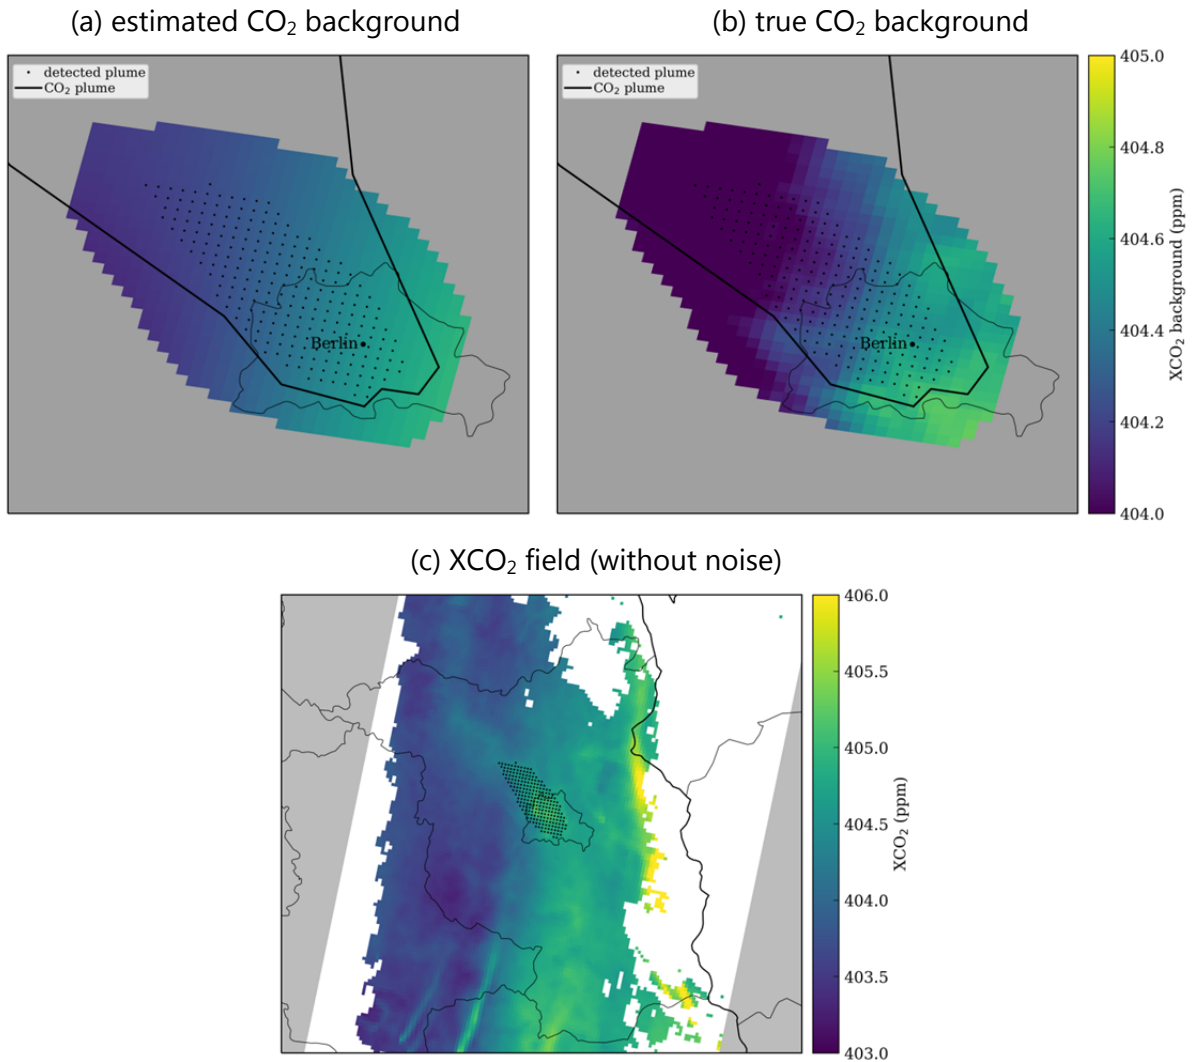 (a) estimated CO₂ background
(b) true CO₂ background
detected plume
CO₂ plume
Berlin
detected plume
CO₂ plume
Berlin
405.0
404.8
404.6
404.4
404.2
404.0
XCO₂ background (ppm)
(c) XCO₂ field (without noise)
406.0
405.5
405.0
404.5
404.0
403.5
403.0
XCO₂ (ppm)